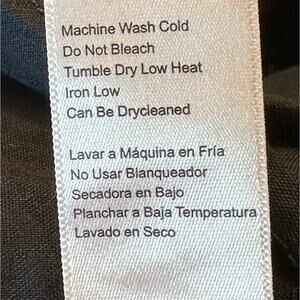 Machine Wash Cold
Do Not Bleach
Tumble Dry Low Heat
Iron Low
Can Be Drycleaned
Lavar a Máquina en Fría
No Usar Blanqueador
Secadora en Bajo
Planchar a Baja Temperatura
Lavado en Seco